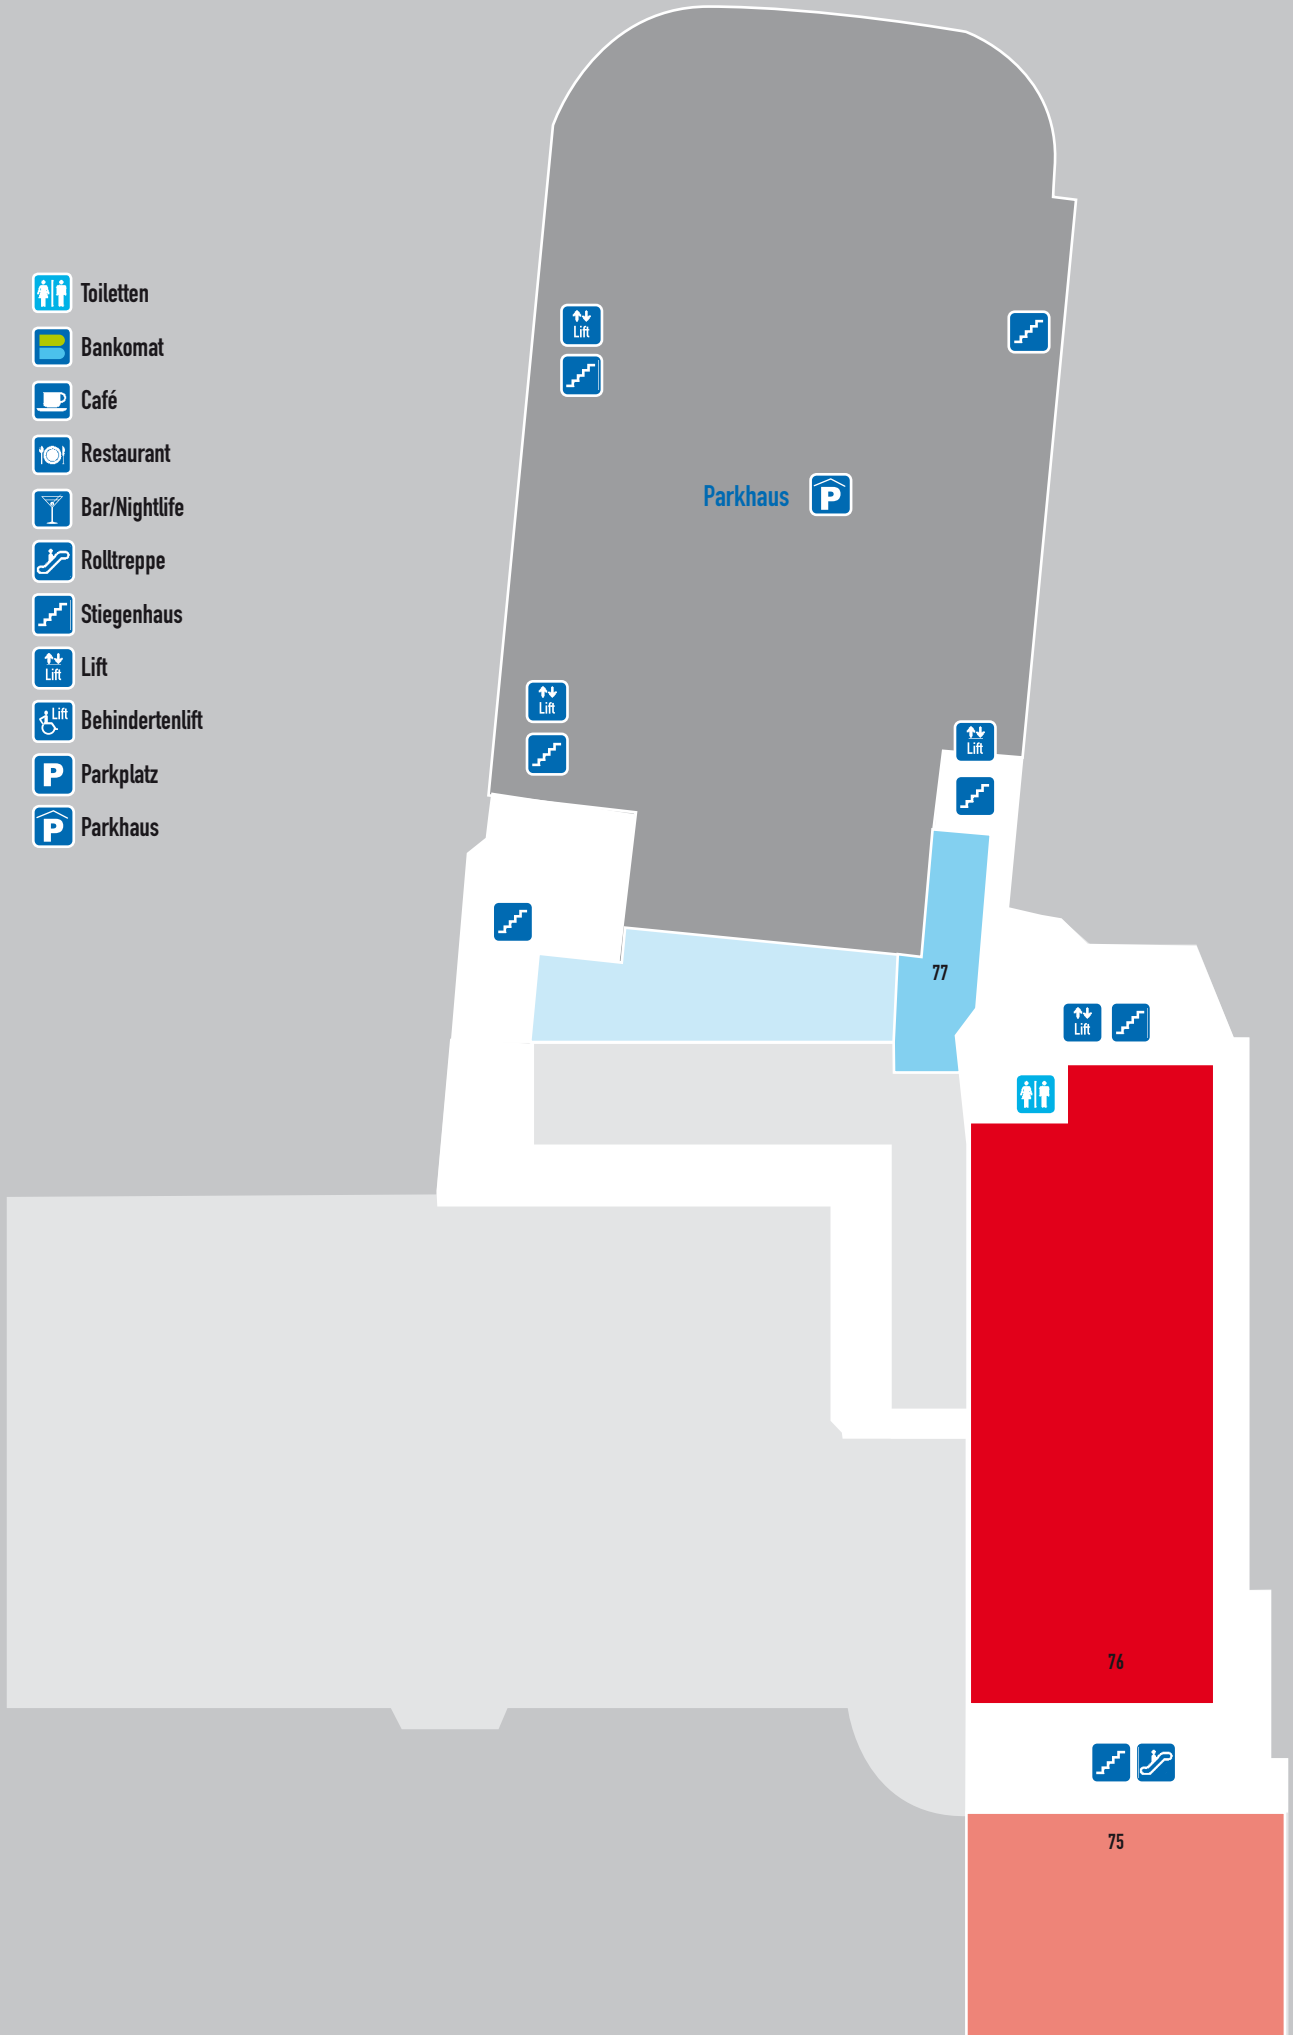 Toiletten
Bankomat
Café
Restaurant
Bar/Nightlife
Rolltreppe
Stiegenhaus
Lift Lift
Lift Behindertenlift
P Parkplatz
P Parkhaus
Lift
Parkhaus P
Lift
Lift
77
Lift
76
75